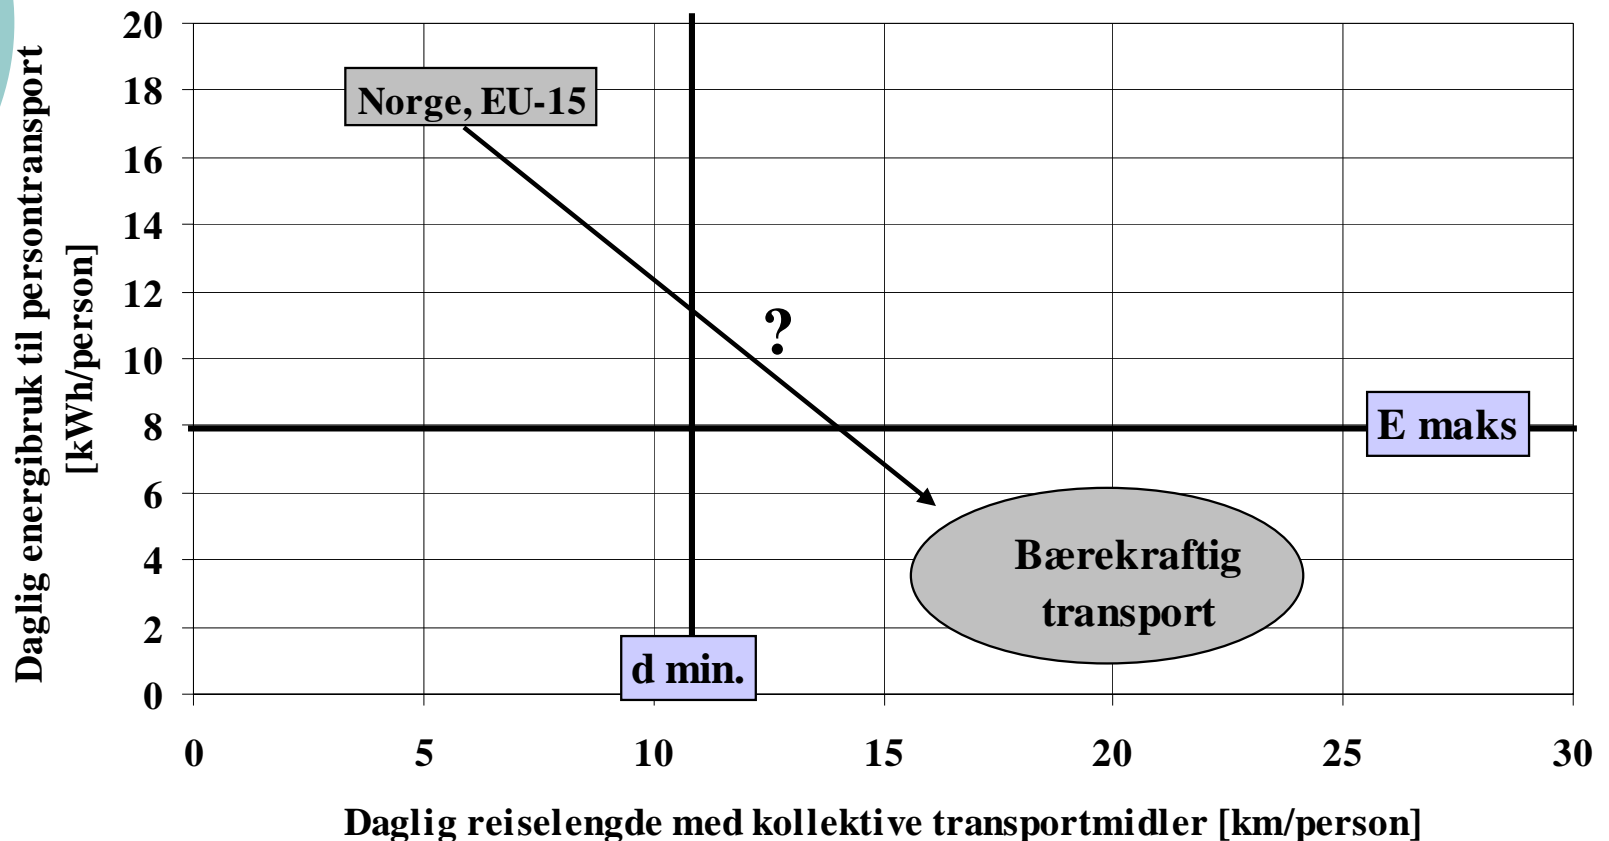 Daglig energibruk til persontransport
[kWh/person]
20
18
16
14
12
10
8
6
4
2
0
Norge, EU-15
?
E maks
Bærekraftig
transport
d min.
0 5 10 15 20 25 30
Daglig reiselengde med kollektive transportmidler [km/person]